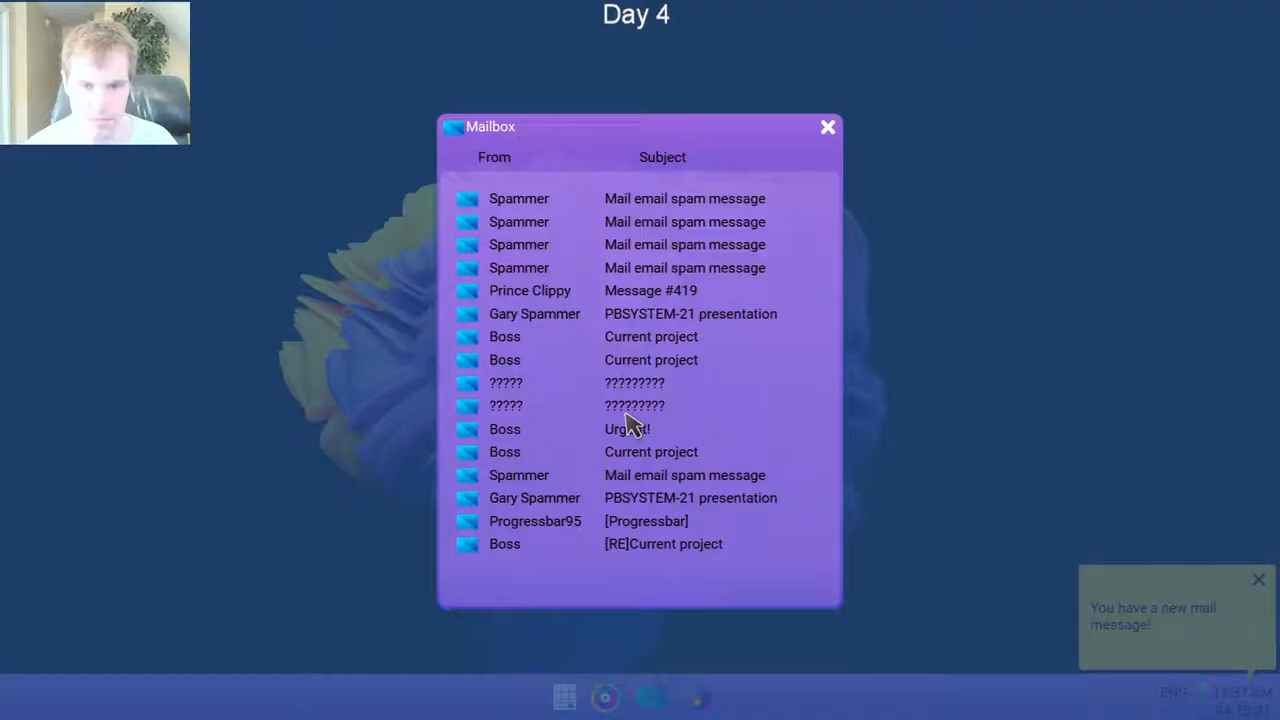 Day 4
Mailbox
From Subject
Spammer Mail email spam message
Spammer Mail email spam message
Spammer Mail email spam message
Spammer Mail email spam message
Prince Clippy Message #419
Gary Spammer PBSYSTEM-21 presentation
Boss Current project
Boss Current project
????? ?????????
????? ?????????
Boss Urgent!
Boss Current project
Spammer Mail email spam message
Gary Spammer PBSYSTEM-21 presentation
Progressbar95 [Progressbar]
Boss [RE]Current project
You have a new mail
message!
ENG